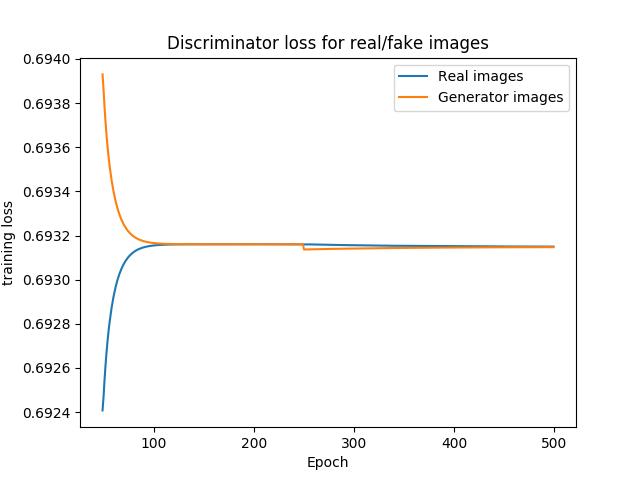 Discriminator loss for real/fake images
Real images
Generator images
training loss
0.6940
0.6938
0.6936
0.6934
0.6932
0.6930
0.6928
0.6926
0.6924
100 200 300 400 500
Epoch